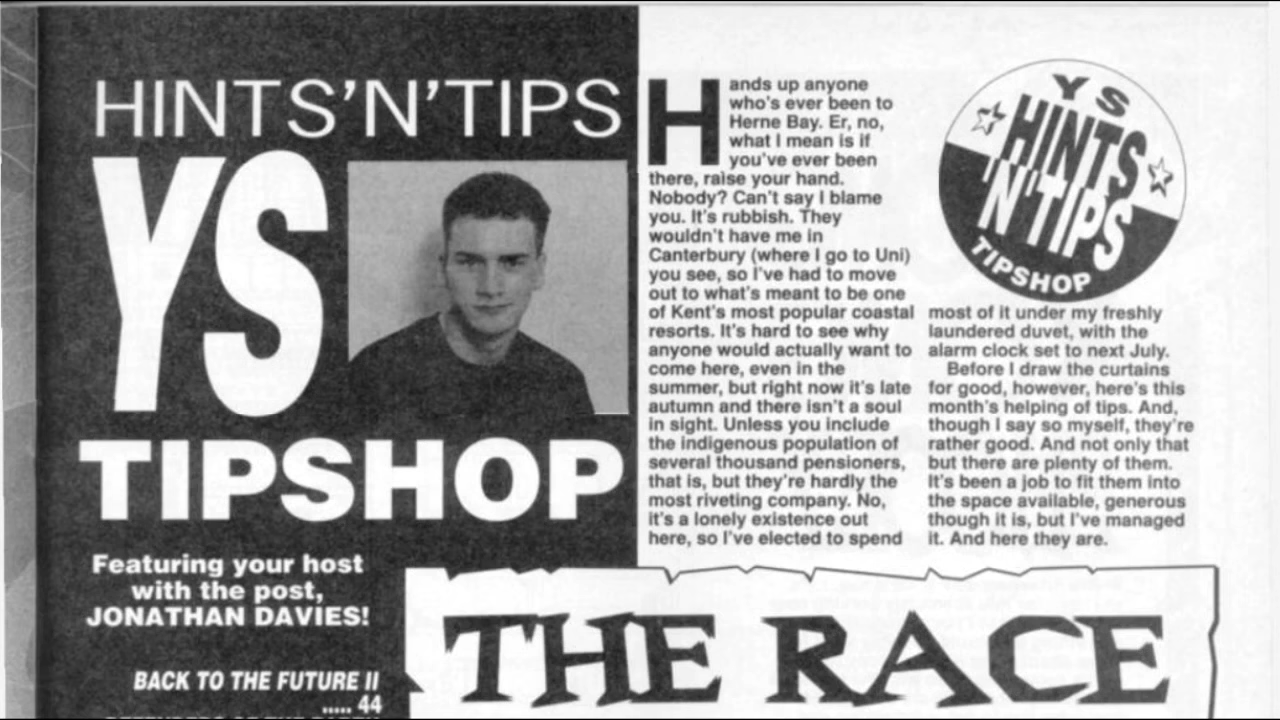 HINTS'N'TIPS
YS
TIPSHOP
Featuring your host
with the post,
JONATHAN DAVIES!
BACK TO THE FUTURE II
..... 44
Hands up anyone
who's ever been to
Herne Bay. Er, no,
what I mean is if
you've ever been
there, raise your hand.
Nobody? Can't say I blame
you. It's rubbish. They
wouldn't have me in
Canterbury (where I go to Uni)
you see, so I've had to move
out to what's meant to be one
of Kent's most popular coastal
resorts. It's hard to see why
anyone would actually want to
come here, even in the
summer, but right now it's late
autumn and there isn't a soul
in sight. Unless you include
the indigenous population of
several thousand pensioners,
that is, but they're hardly the
most riveting company. No,
it's a lonely existence out
here, so I've elected to spend
YS
HINTS
'N'TIPS
TIPSHOP
most of it under my freshly
laundered duvet, with the
alarm clock set to next July.
Before I draw the curtains
for good, however, here's this
month's helping of tips. And,
though I say so myself, they're
rather good. And not only that
but there are plenty of them.
It's been a job to fit them into
the space available, generous
though it is, but I've managed
it. And here they are.
THE RACE